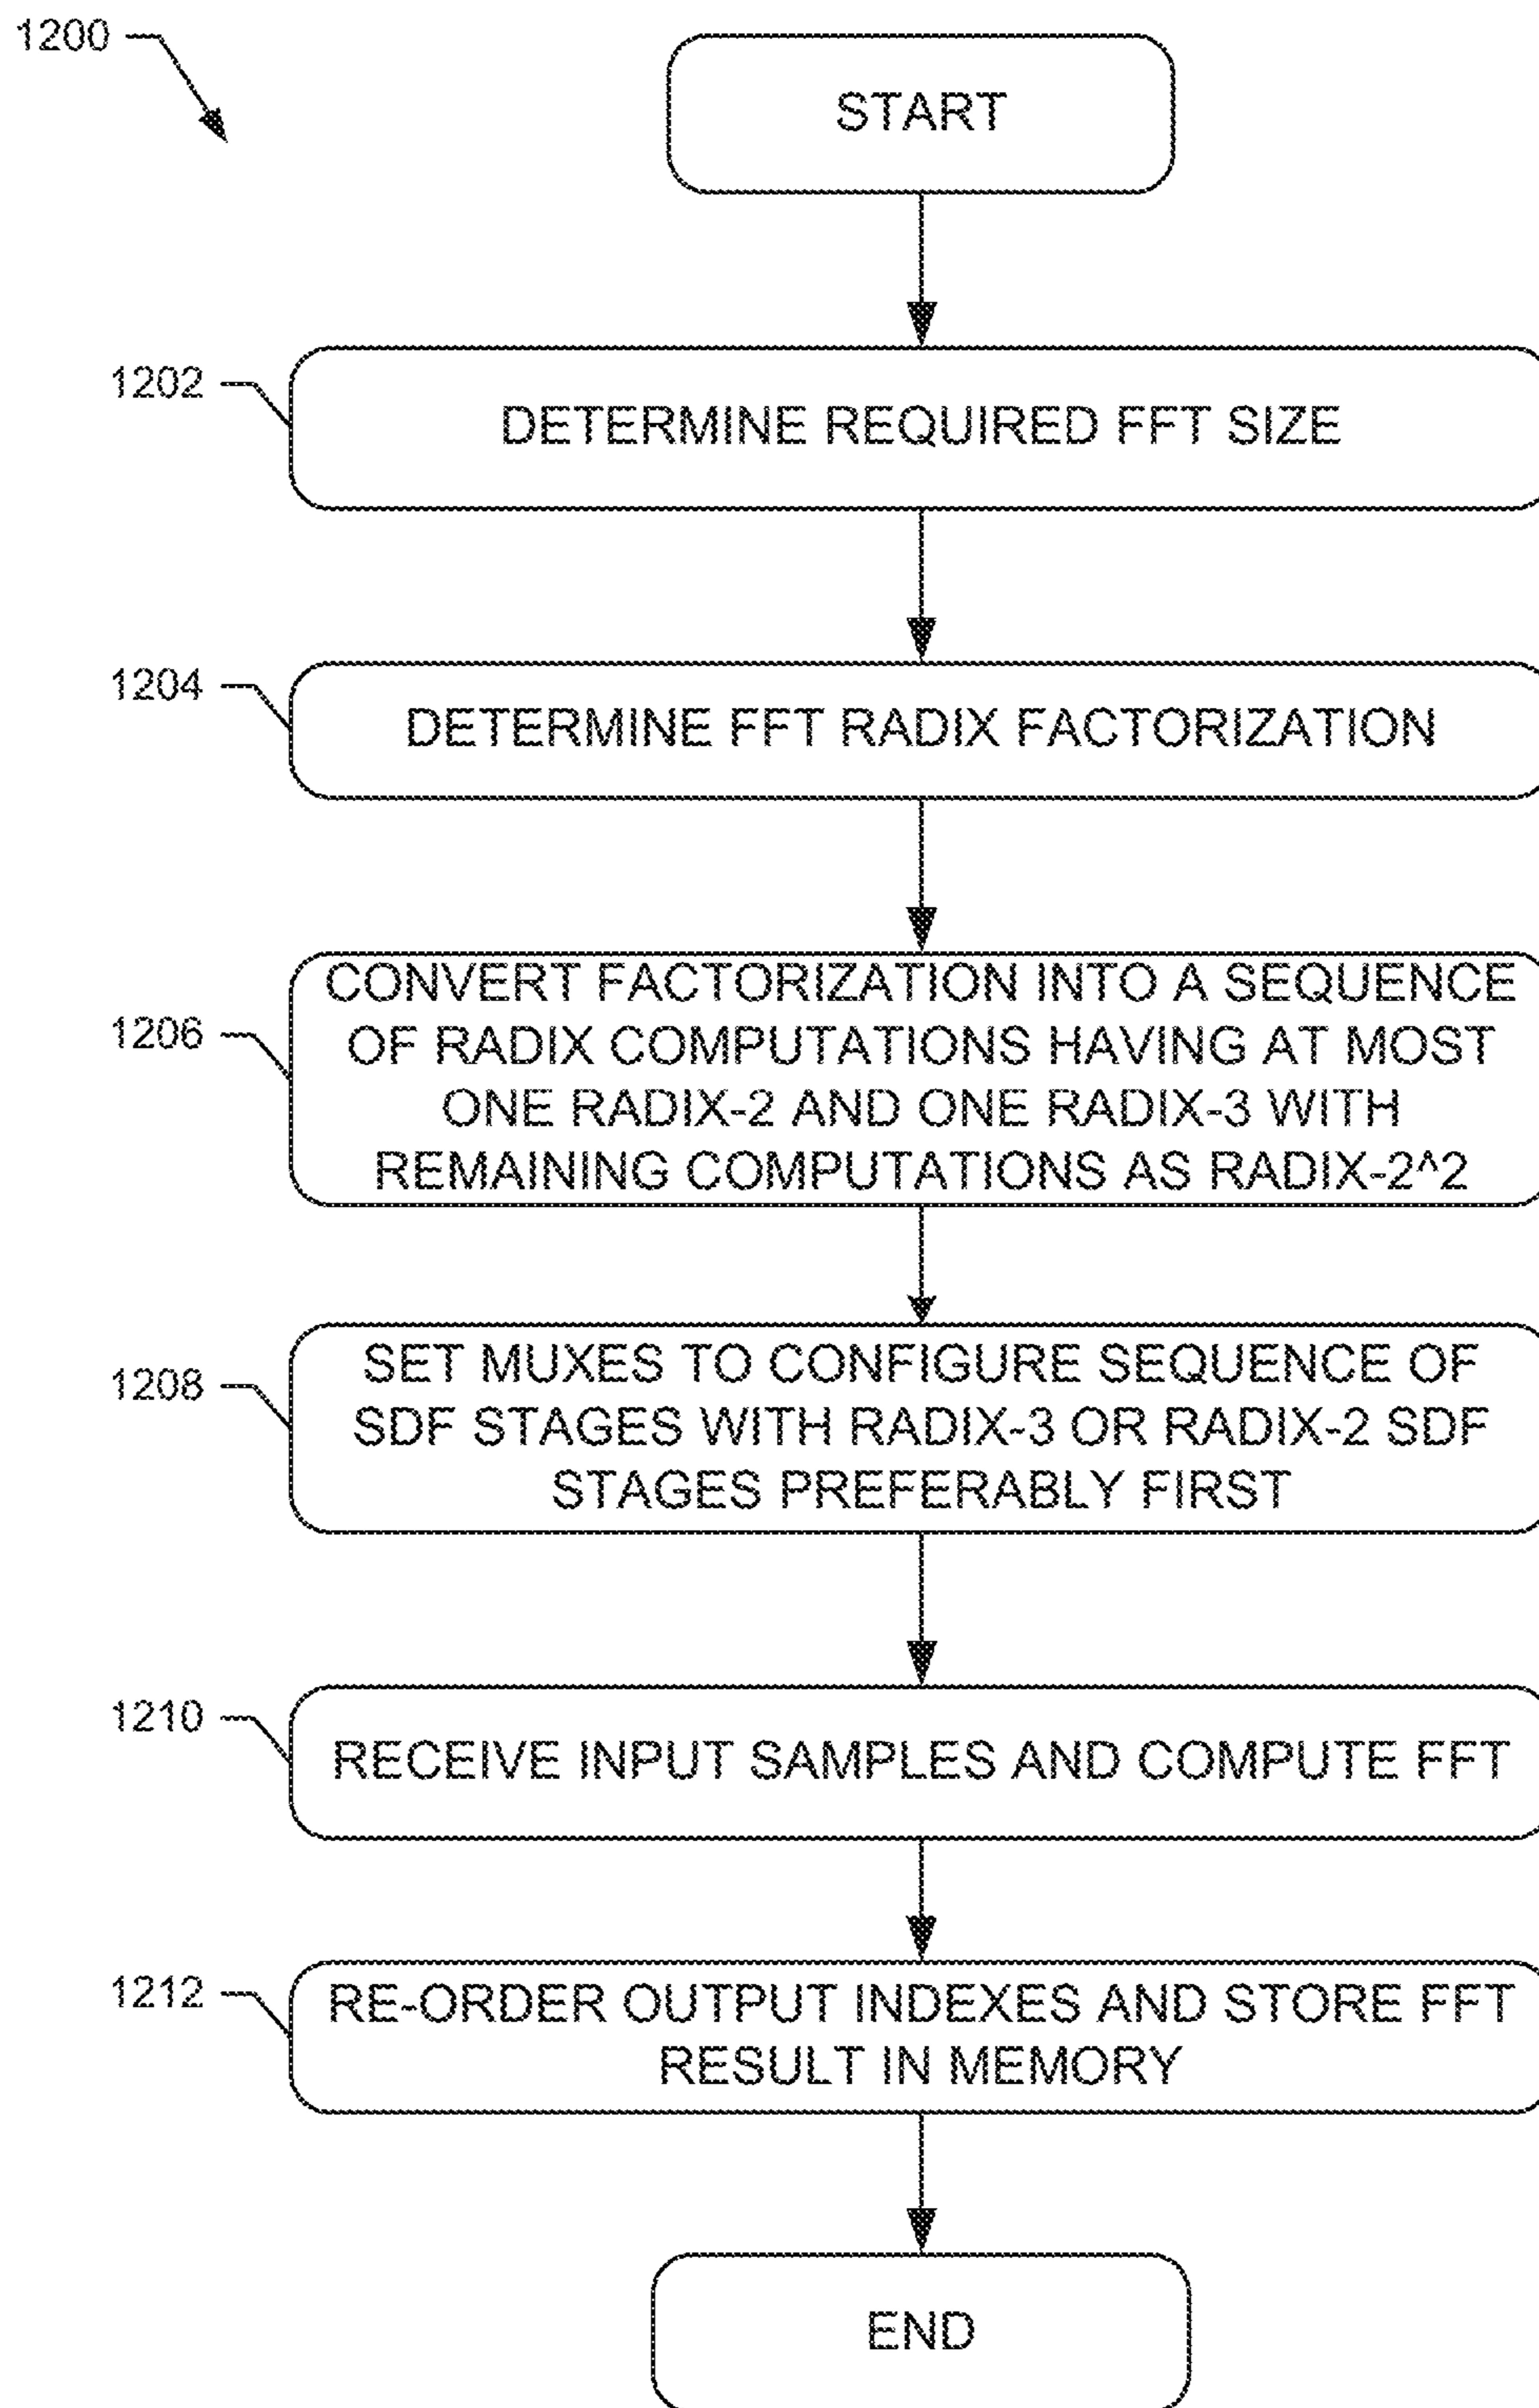 1200
START
1202
DETERMINE REQUIRED FFT SIZE
1204
DETERMINE FFT RADIX FACTORIZATION
1206
CONVERT FACTORIZATION INTO A SEQUENCE
OF RADIX COMPUTATIONS HAVING AT MOST
ONE RADIX-2 AND ONE RADIX-3 WITH
REMAINING COMPUTATIONS AS RADIX-2^2
1208
SET MUXES TO CONFIGURE SEQUENCE OF
SDF STAGES WITH RADIX-3 OR RADIX-2 SDF
STAGES PREFERABLY FIRST
1210
RECEIVE INPUT SAMPLES AND COMPUTE FFT
1212
RE-ORDER OUTPUT INDEXES AND STORE FFT
RESULT IN MEMORY
END